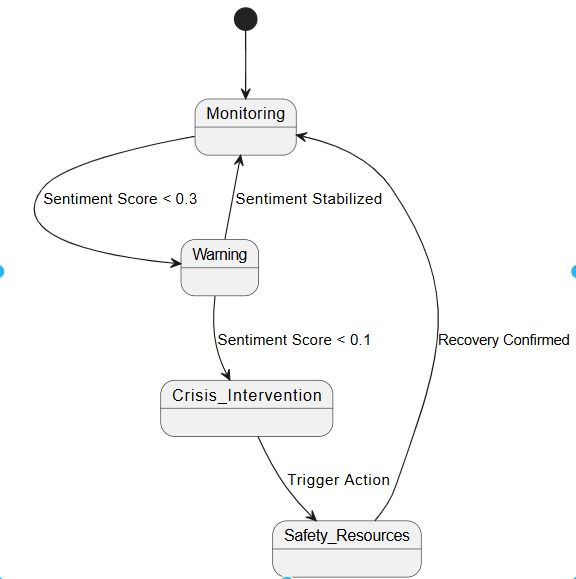 Monitoring
Sentiment Score < 0.3
Sentiment Stabilized
Warning
Sentiment Score < 0.1
Recovery Confirmed
Crisis_Intervention
Trigger Action
Safety_Resources